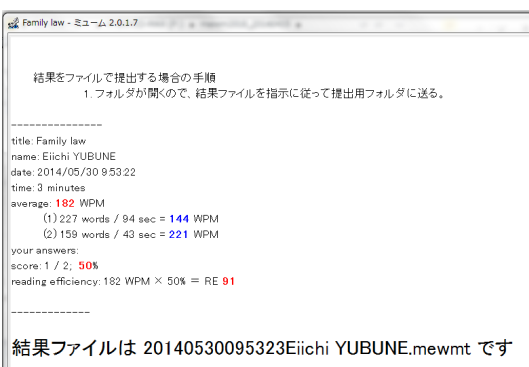 Family law - ミューム 2.0.1.7
結果をファイルで提出する場合の手順
1. フォルダが開くので、結果ファイルを指示に従って提出用フォルダに送る。
---------------
title: Family law
name: Eiichi YUBUNE
date: 2014/05/30 9:53:22
time: 3 minutes
average: 182 WPM
(1) 227 words / 94 sec = 144 WPM
(2) 159 words / 43 sec = 221 WPM
your answers:
score: 1 / 2; 50%
reading efficiency: 182 WPM × 50% = RE 91
-------------
結果ファイルは 20140530095323Eiichi YUBUNE.mewmt です